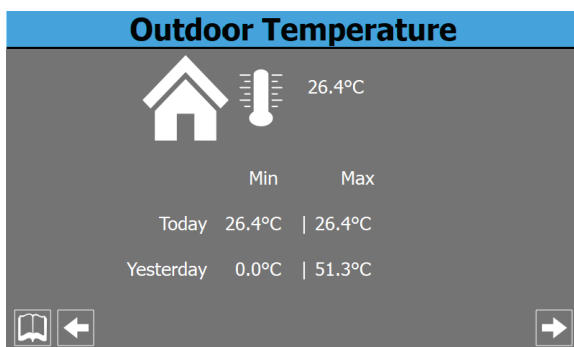 Outdoor Temperature
26.4°C
Min Max
Today 26.4°C | 26.4°C
Yesterday 0.0°C | 51.3°C